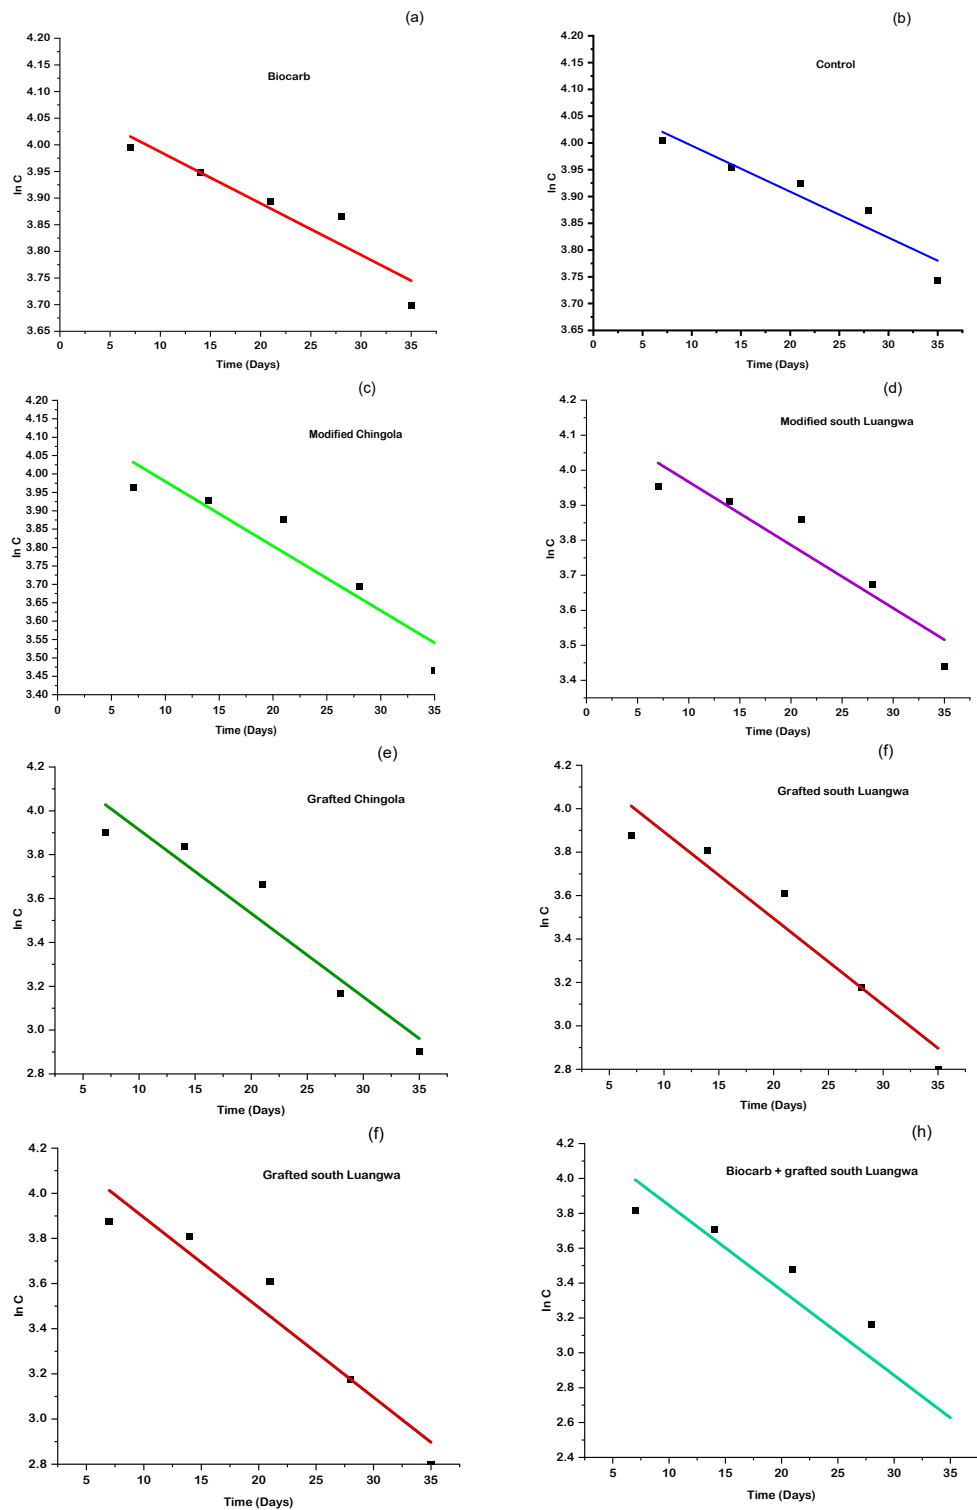 (a)
4.20
4.15
4.10
4.05
4.00
3.95
3.90
3.85
3.80
3.75
3.70
3.65
ln C
Biocarb
0 5 10 15 20 25 30 35
Time (Days)
(b)
4.20
4.15
4.10
4.05
4.00
3.95
3.90
3.85
3.80
3.75
3.70
3.65
ln C
Control
0 5 10 15 20 25 30 35
Time (Days)
(c)
4.20
4.15
4.10
4.05
4.00
3.95
3.90
3.85
3.80
3.75
3.70
3.65
3.60
3.55
3.50
3.45
3.40
ln C
Modified Chingola
0 5 10 15 20 25 30 35
Time (Days)
(d)
4.2
4.1
4.0
3.9
3.8
3.7
3.6
3.5
3.4
ln C
Modified south Luangwa
0 5 10 15 20 25 30 35
Time (Days)
(e)
4.2
4.0
3.8
3.6
3.4
3.2
3.0
2.8
ln C
Grafted Chingola
5 10 15 20 25 30 35
Time (Days)
(f)
4.2
4.0
3.8
3.6
3.4
3.2
3.0
2.8
ln C
Grafted south Luangwa
5 10 15 20 25 30 35
Time (Days)
(f)
4.2
4.0
3.8
3.6
3.4
3.2
3.0
2.8
ln C
Grafted south Luangwa
5 10 15 20 25 30 35
Time (Days)
(h)
4.2
4.0
3.8
3.6
3.4
3.2
3.0
2.8
2.6
2.4
ln C
Biocarb + grafted south Luangwa
5 10 15 20 25 30 35
Time (Days)